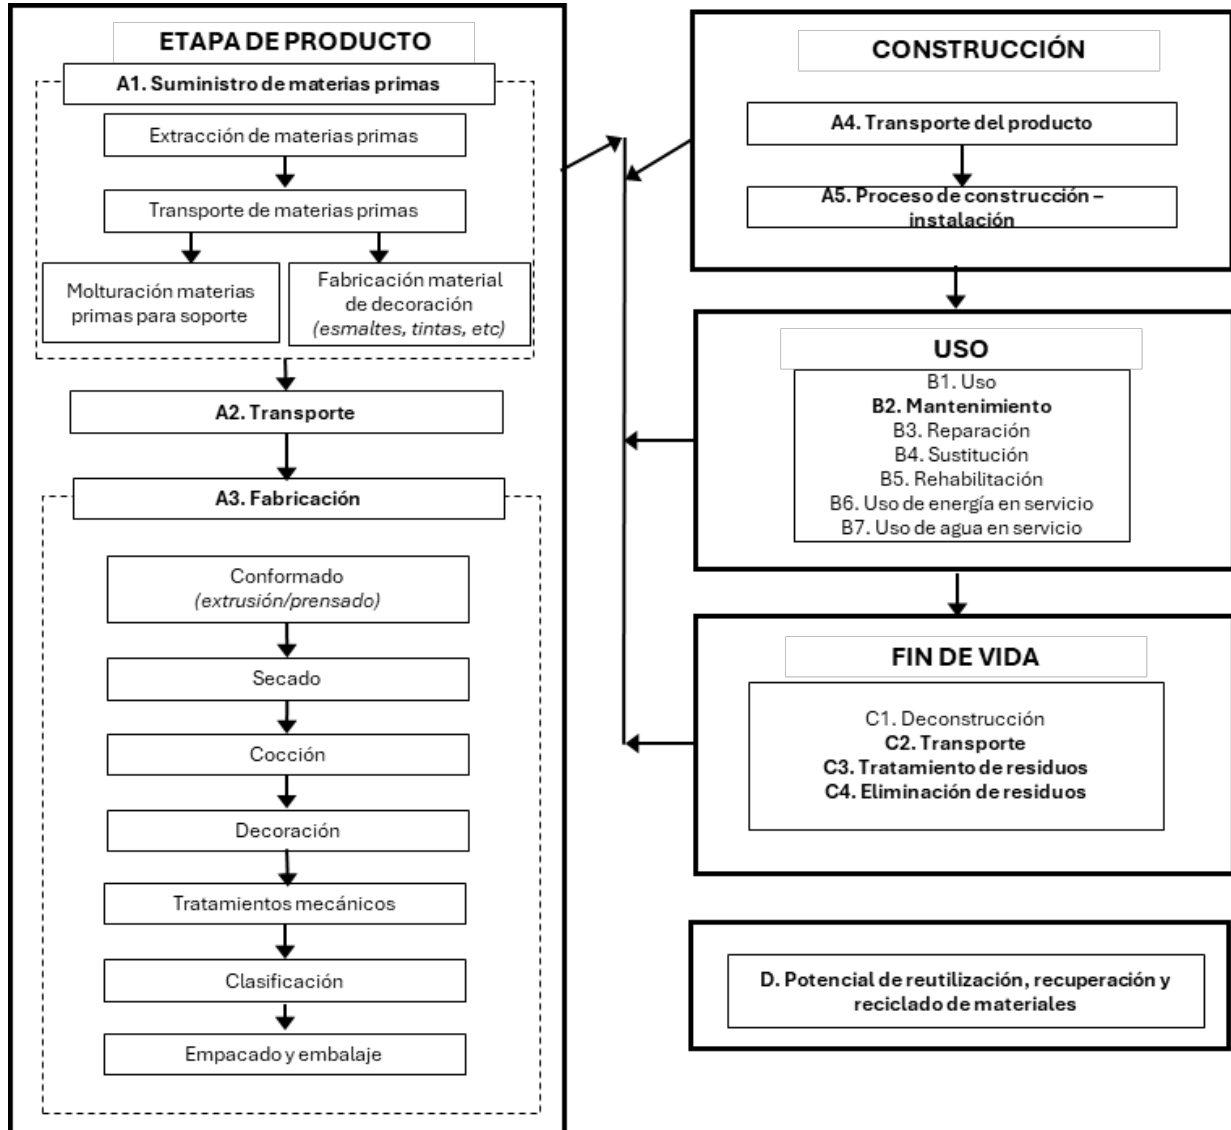 ETAPA DE PRODUCTO
A1. Suministro de materias primas
Extracción de materias primas
Transporte de materias primas
Molturación materias
primas para soporte
Fabricación material
de decoración
(esmaltes, tintas, etc)
A2. Transporte
A3. Fabricación
Conformado
(extrusión/prensado)
Secado
Cocción
Decoración
Tratamientos mecánicos
Clasificación
Empacado y embalaje
CONSTRUCCIÓN
A4. Transporte del producto
A5. Proceso de construcción –
instalación
USO
B1. Uso
B2. Mantenimiento
B3. Reparación
B4. Sustitución
B5. Rehabilitación
B6. Uso de energía en servicio
B7. Uso de agua en servicio
FIN DE VIDA
C1. Deconstrucción
C2. Transporte
C3. Tratamiento de residuos
C4. Eliminación de residuos
D. Potencial de reutilización, recuperación y
reciclado de materiales